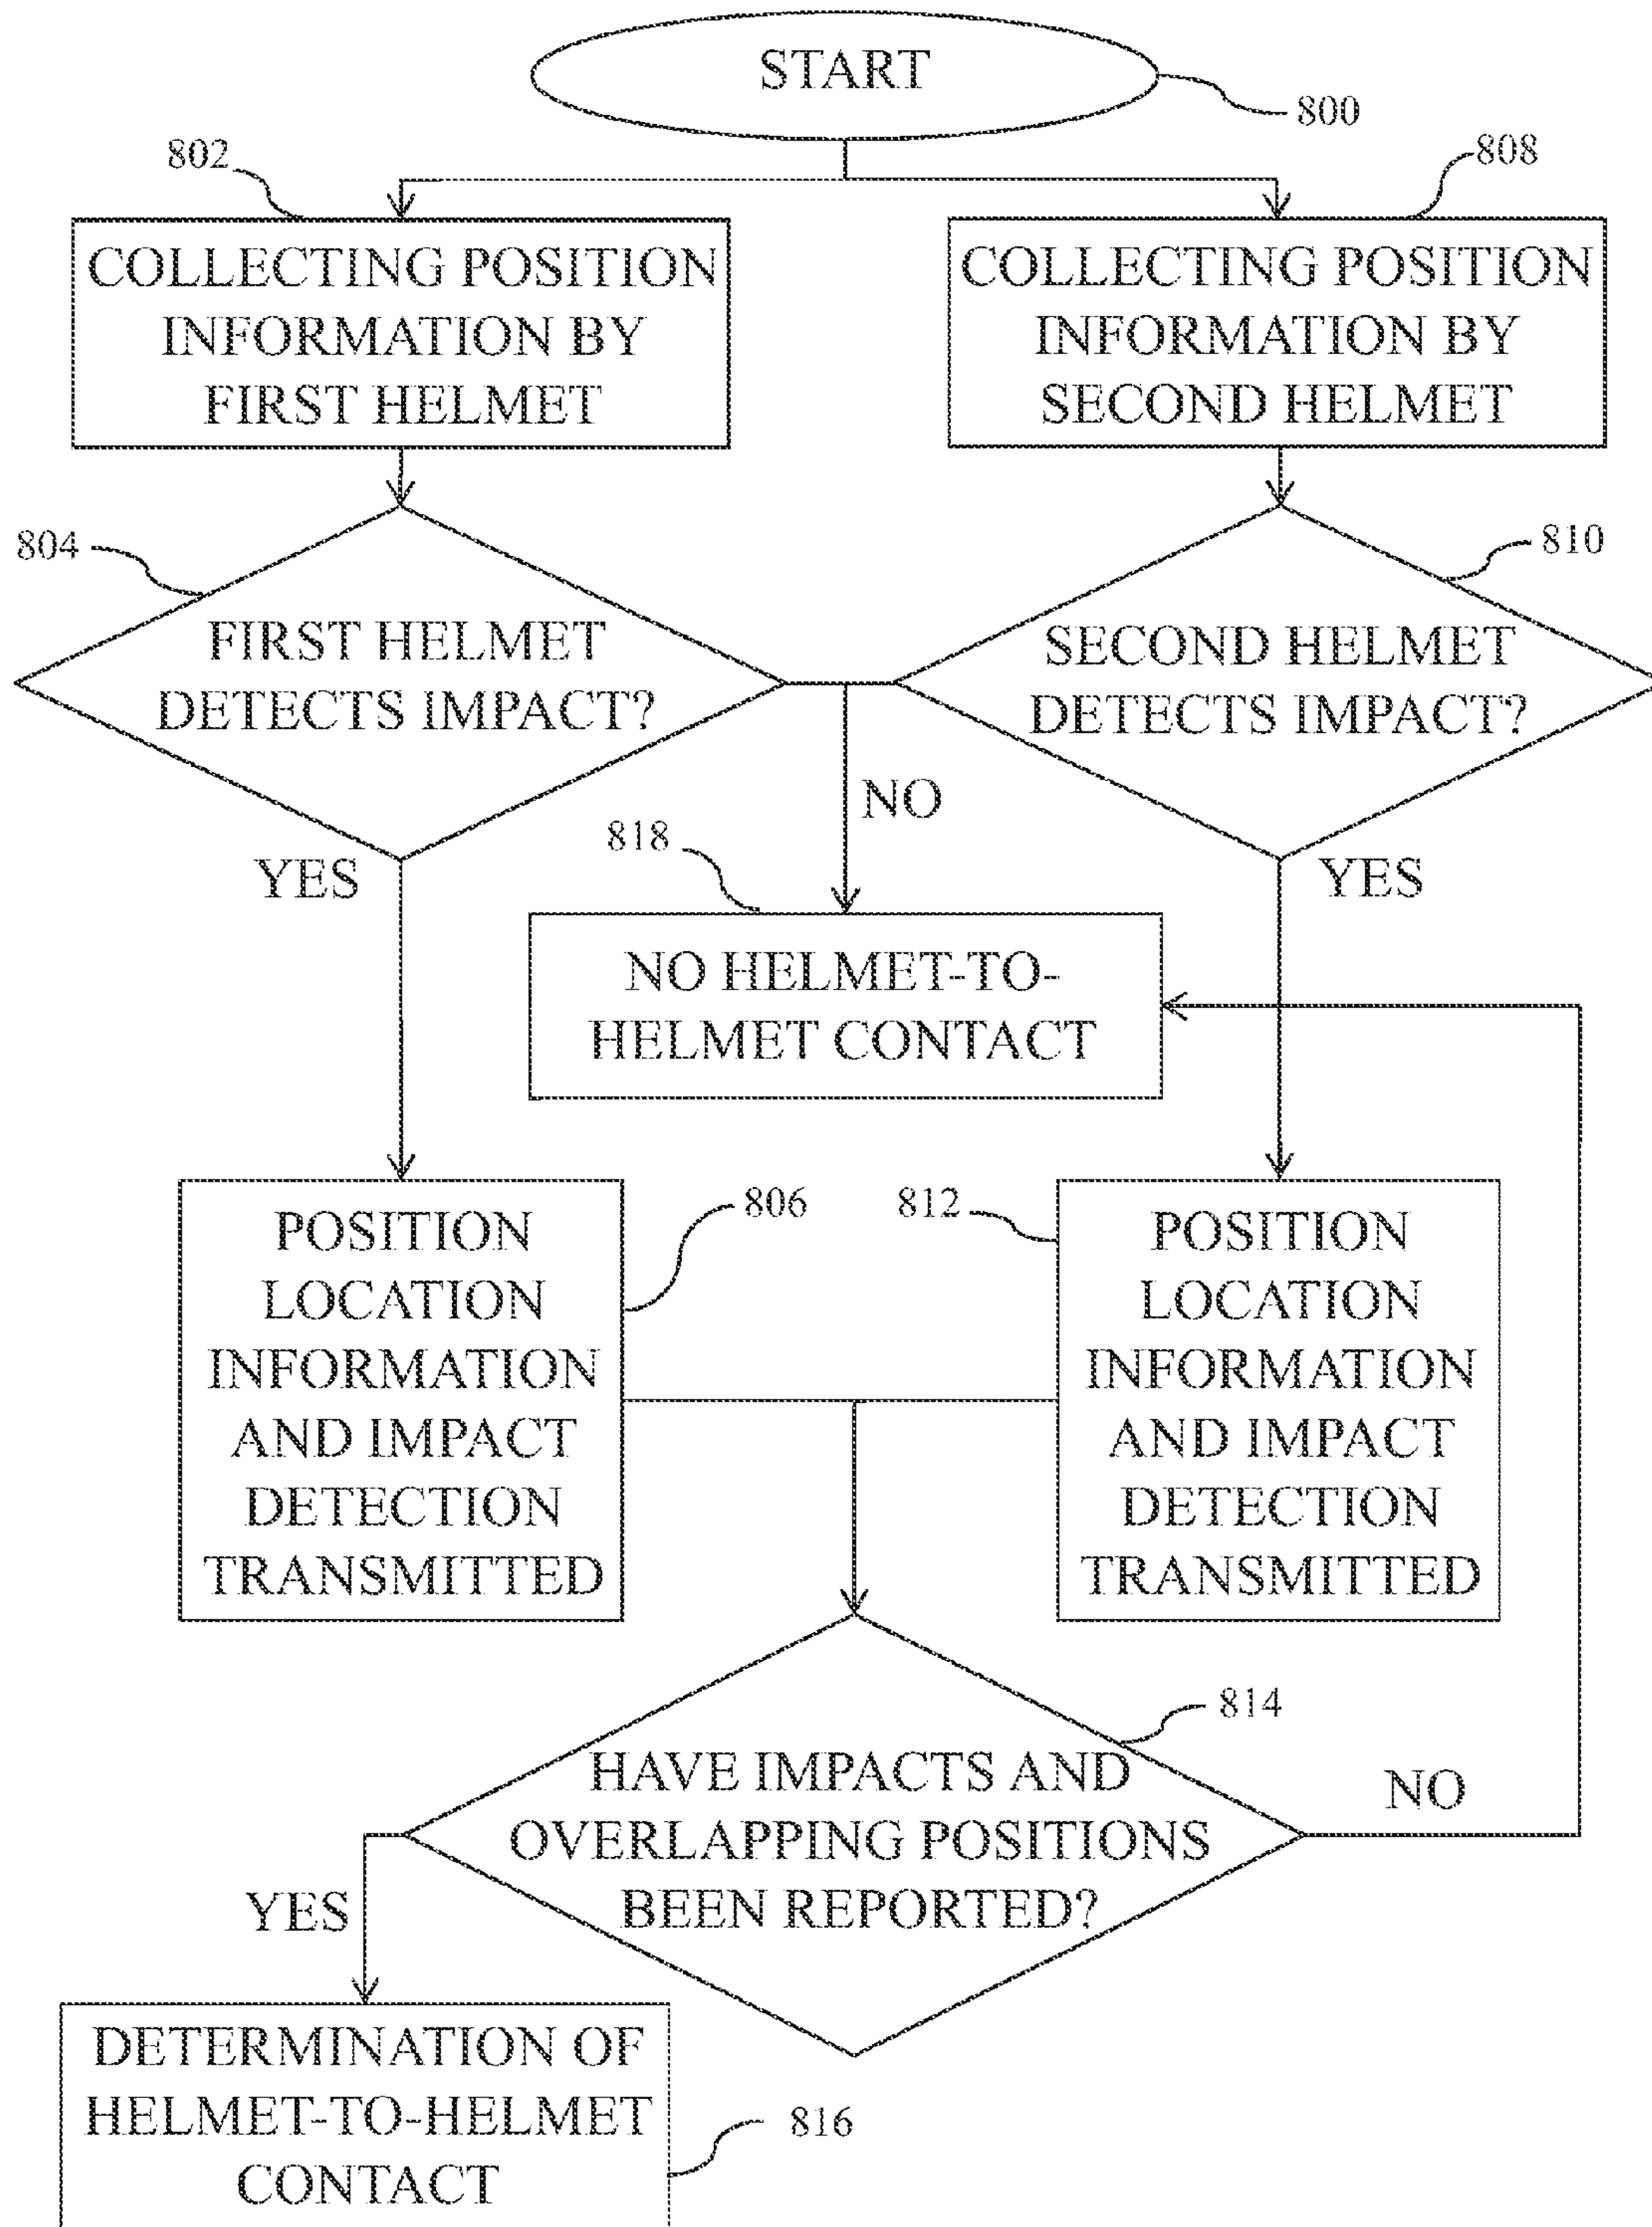 START
800
802
808
COLLECTING POSITION
INFORMATION BY
FIRST HELMET
COLLECTING POSITION
INFORMATION BY
SECOND HELMET
804
810
FIRST HELMET
DETECTS IMPACT?
SECOND HELMET
DETECTS IMPACT?
NO
818
YES
YES
NO HELMET-TO-
HELMET CONTACT
806
812
POSITION
LOCATION
INFORMATION
AND IMPACT
DETECTION
TRANSMITTED
POSITION
LOCATION
INFORMATION
AND IMPACT
DETECTION
TRANSMITTED
814
HAVE IMPACTS AND
OVERLAPPING POSITIONS
BEEN REPORTED?
NO
YES
DETERMINATION OF
HELMET-TO-HELMET
CONTACT
816